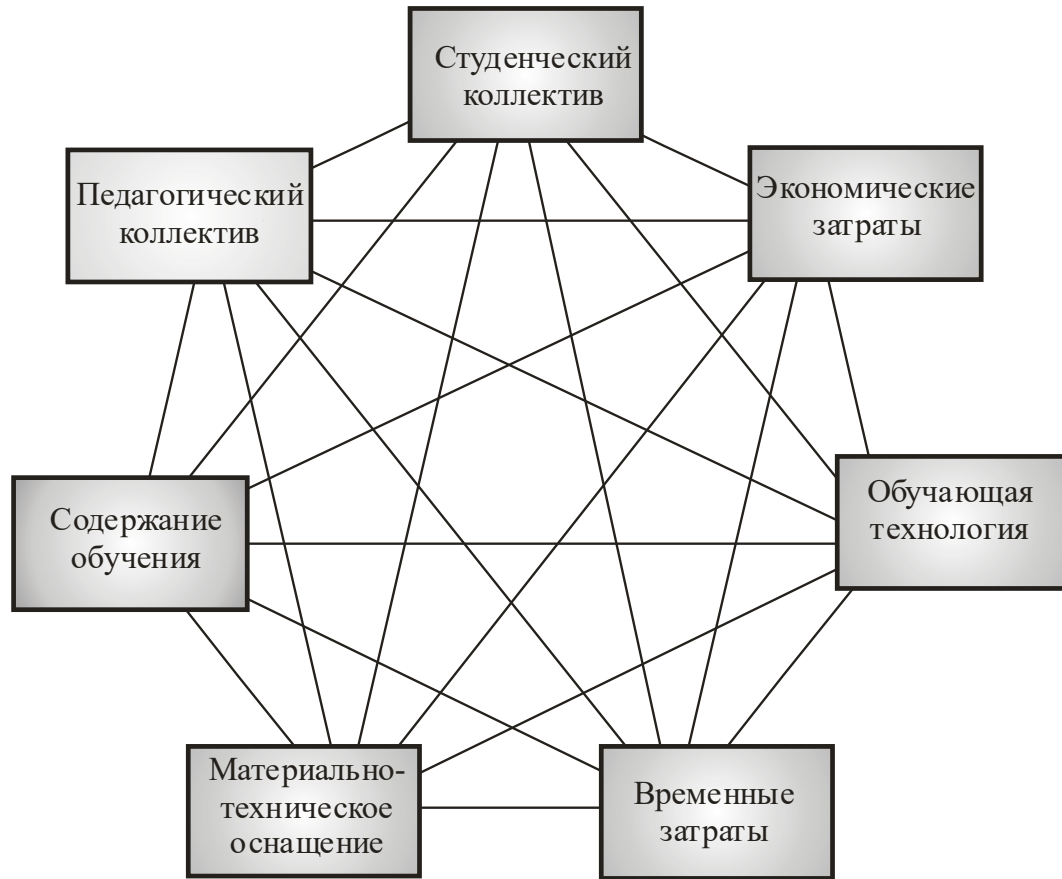 Студенческий
коллектив
Педагогический
коллектив
Экономические
затраты
Содержание
обучения
Обучающая
технология
Материально-
техническое
оснащение
Временные
затраты